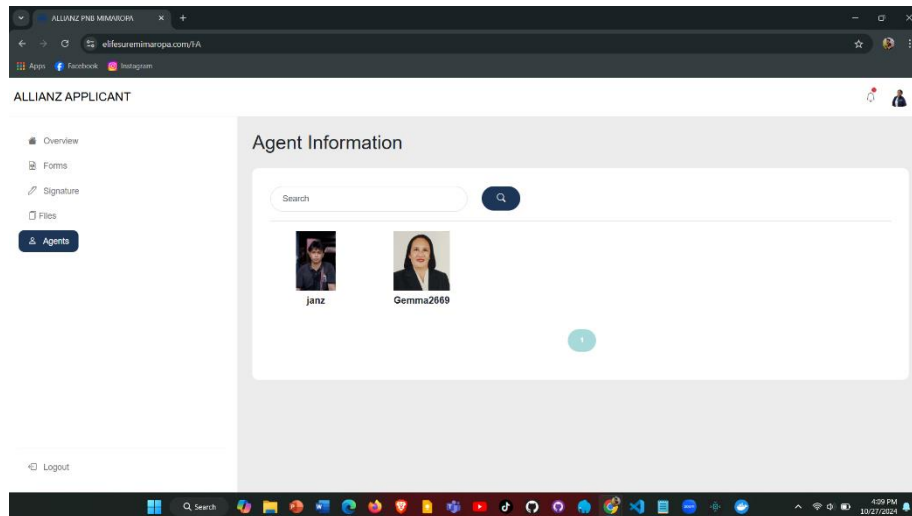 ALLIANZ PNB MIMAROPA
elifesuremimaropa.com/FA
Apps Facebook Instagram
ALLIANZ APPLICANT
Overview
Forms
Signature
Files
Agents
Logout
Agent Information
Search
janz Gemma2669
1
Search
4:09 PM
10/27/2024